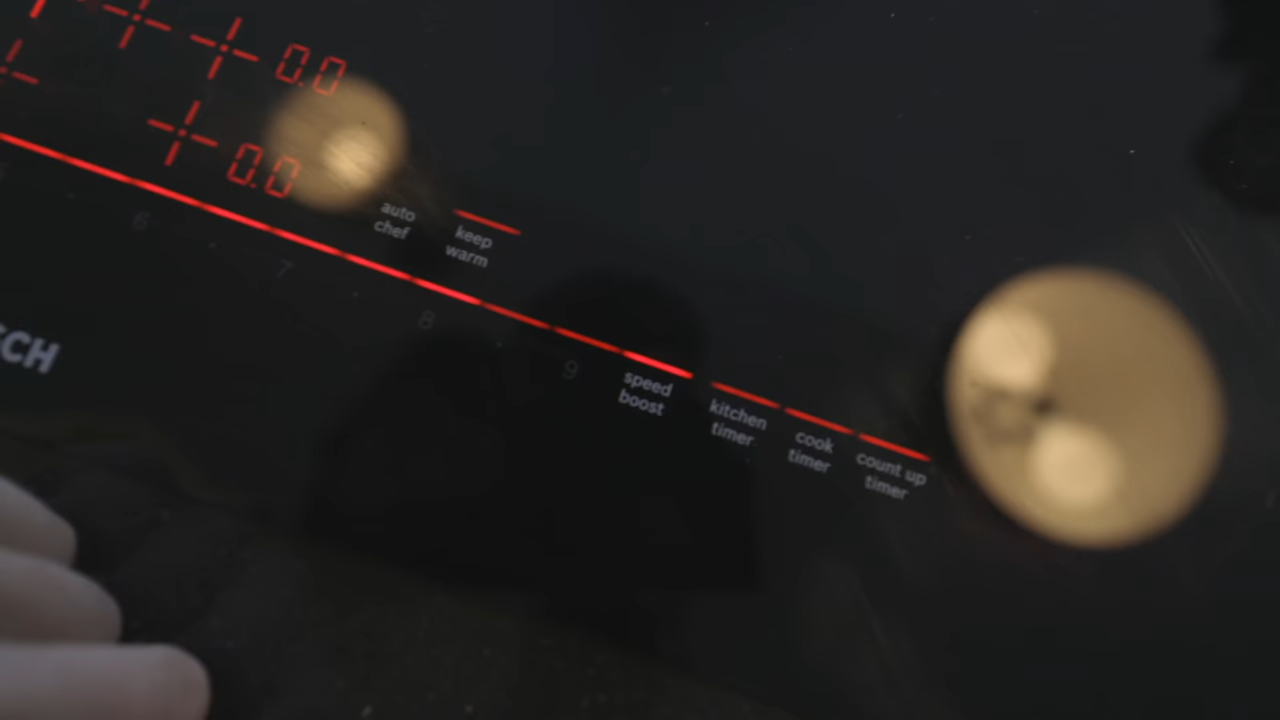 0.0
0.0
auto
chef
keep
warm
6
7
8
9
speed
boost
kitchen
timer
cook
timer
count up
timer